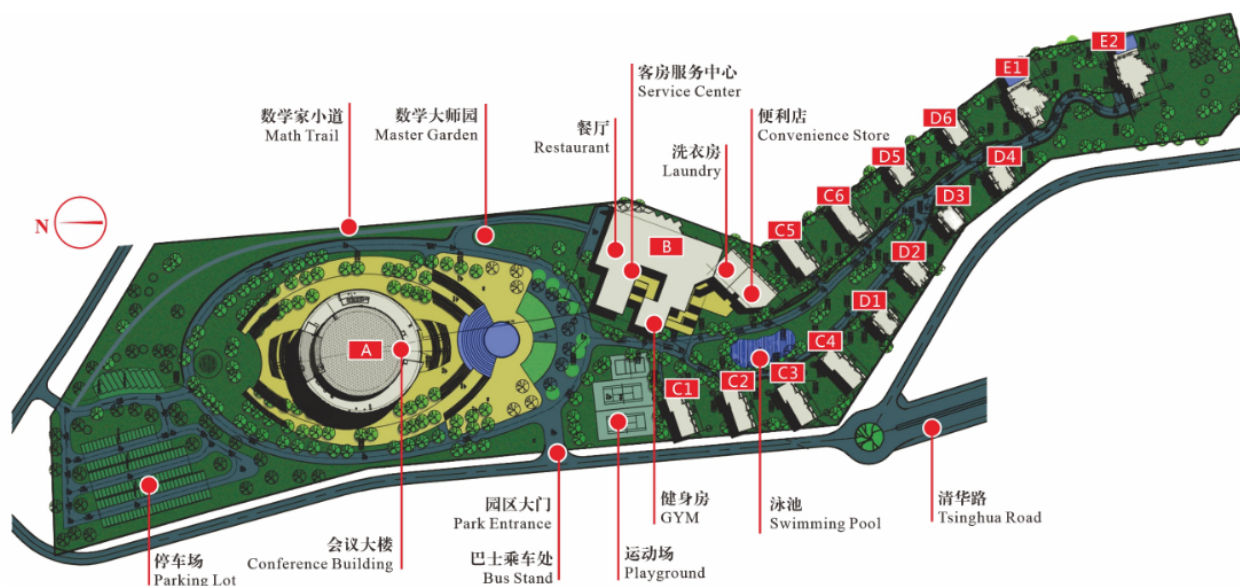 客房服务中心
Service Center
数学家小道
Math Trail
数学大师园
Master Garden
餐厅
Restaurant
便利店
Convenience Store
洗衣房
Laundry
E2
E1
D6
D5
D4
C6
D3
C5
D2
N
B
D1
A
C4
C1
C2
C3
停车场
Parking Lot
会议大楼
Conference Building
园区大门
Park Entrance
巴士乘车处
Bus Stand
健身房
GYM
运动场
Playground
泳池
Swimming Pool
清华路
Tsinghua Road